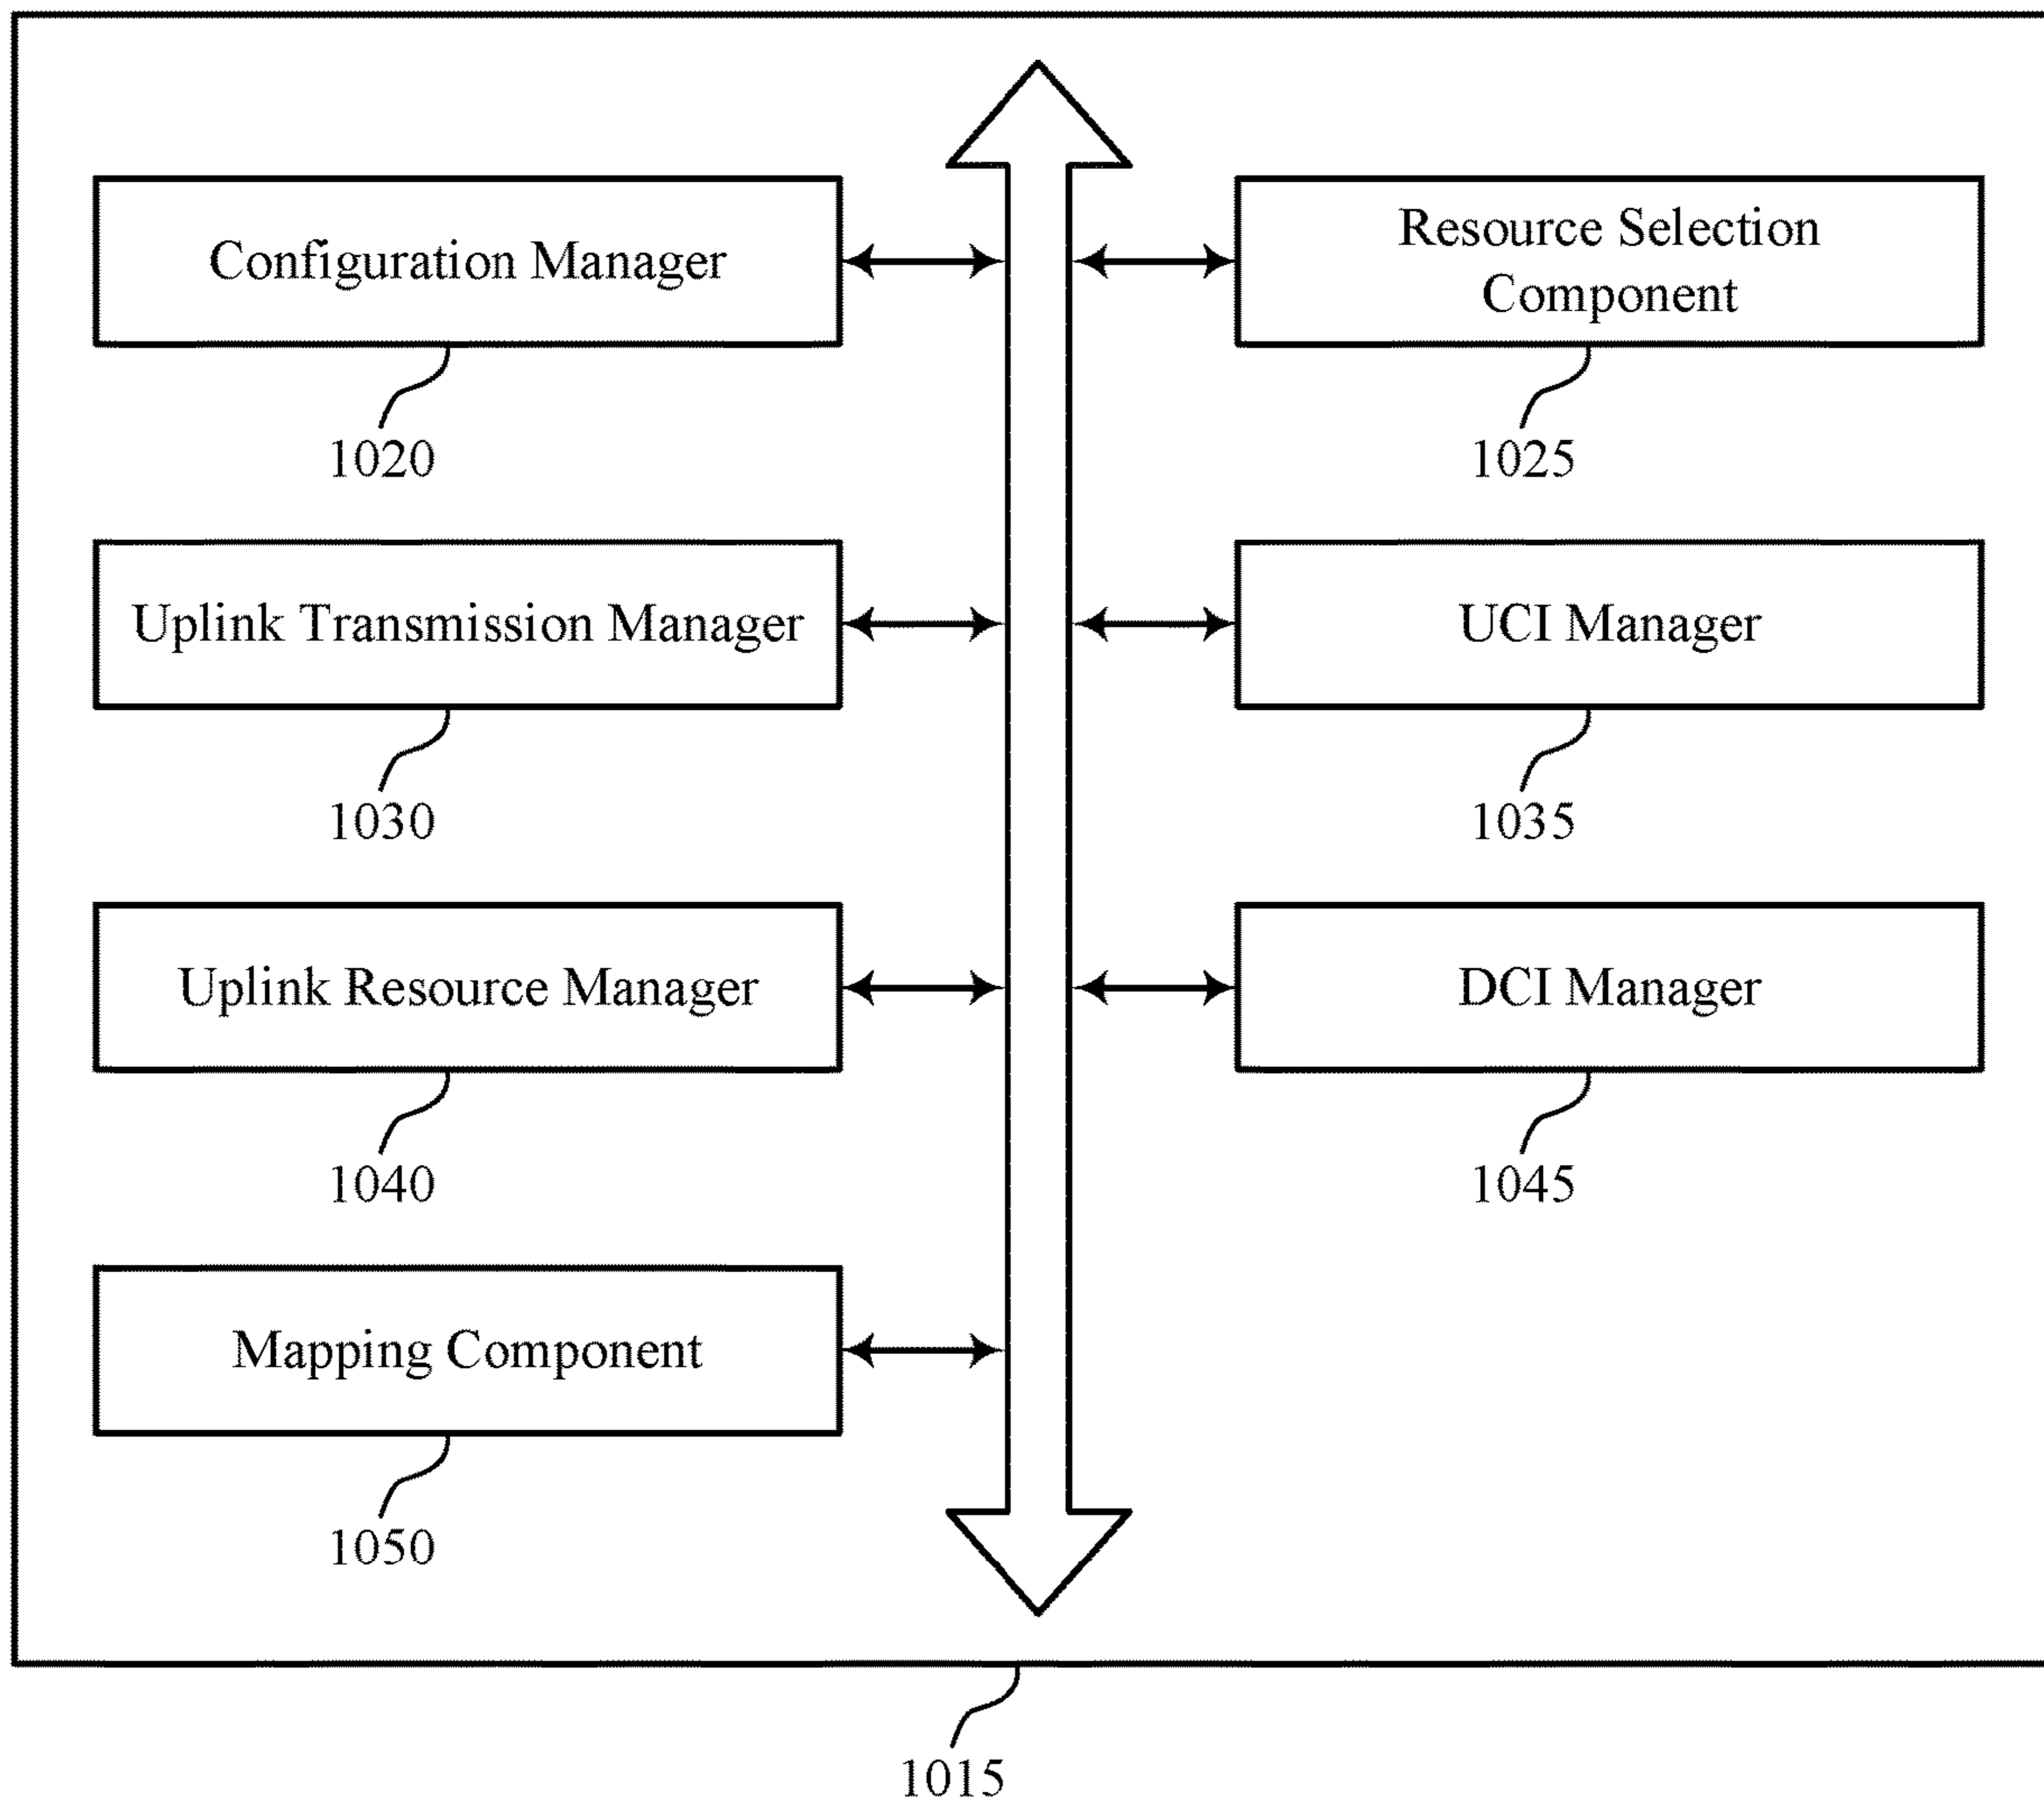 Configuration Manager
1020
Resource Selection
Component
1025
Uplink Transmission Manager
1030
UCI Manager
1035
Uplink Resource Manager
1040
DCI Manager
1045
Mapping Component
1050
1015